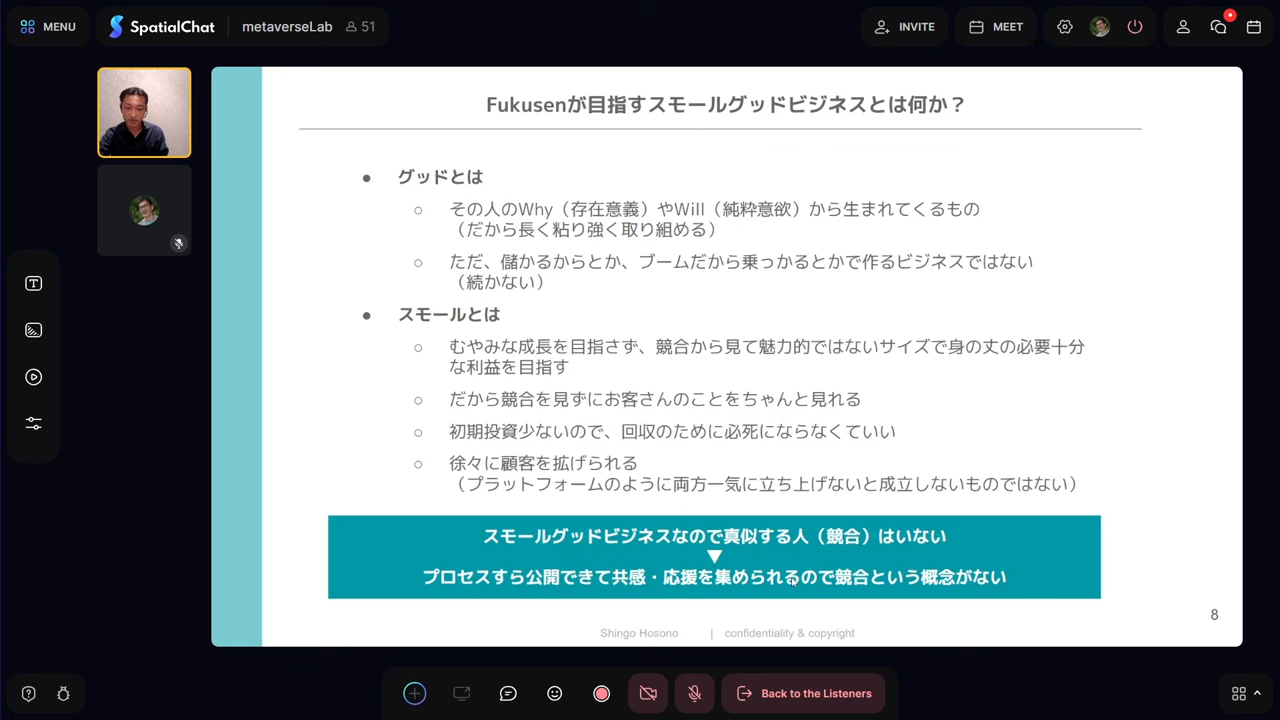 MENU
SpatialChat
metaverseLab
51
INVITE
MEET
Fukusenが目指すスモールグッドビジネスとは何か？
● グッドとは
○ その人のWhy（存在意義）やWill（純粋意欲）から生まれてくるもの
（だから長く粘り強く取り組める）
○ ただ、儲かるからとか、ブームだから乗っかるとかで作るビジネスではない
（続かない）
● スモールとは
○ むやみな成長を目指さず、競合から見て魅力的ではないサイズで身の丈の必要十分
な利益を目指す
○ だから競合を見ずにお客さんのことをちゃんと見れる
○ 初期投資少ないので、回収のために必死にならなくていい
○ 徐々に顧客を拡げられる
（プラットフォームのように両方一気に立ち上げないと成立しないものではない）
スモールグッドビジネスなので真似する人（競合）はいない
▼
プロセスすら公開できて共感・応援を集められるので競合という概念がない
8
Shingo Hosono | confidentiality & copyright
Back to the Listeners